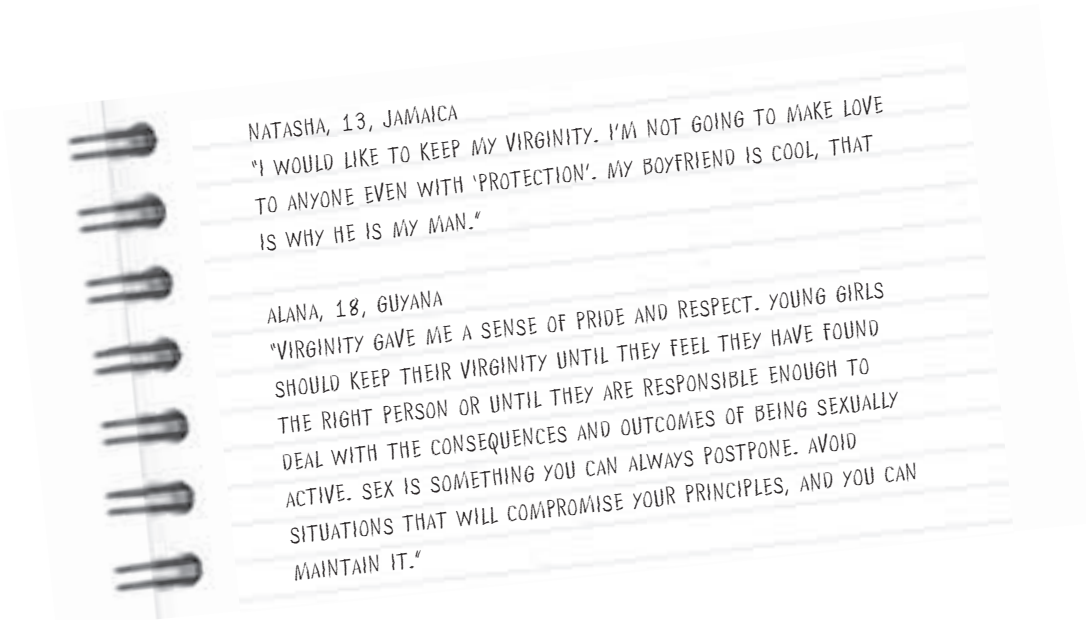 NATASHA, 13, JAMAICA
"I WOULD LIKE TO KEEP MY VIRGINITY. I'M NOT GOING TO MAKE LOVE
TO ANYONE EVEN WITH 'PROTECTION'. MY BOYFRIEND IS COOL, THAT
IS WHY HE IS MY MAN."
ALANA, 18, GUYANA
"VIRGINITY GAVE ME A SENSE OF PRIDE AND RESPECT. YOUNG GIRLS
SHOULD KEEP THEIR VIRGINITY UNTIL THEY FEEL THEY HAVE FOUND
THE RIGHT PERSON OR UNTIL THEY ARE RESPONSIBLE ENOUGH TO
DEAL WITH THE CONSEQUENCES AND OUTCOMES OF BEING SEXUALLY
ACTIVE. SEX IS SOMETHING YOU CAN ALWAYS POSTPONE. AVOID
SITUATIONS THAT WILL COMPROMISE YOUR PRINCIPLES, AND YOU CAN
MAINTAIN IT."